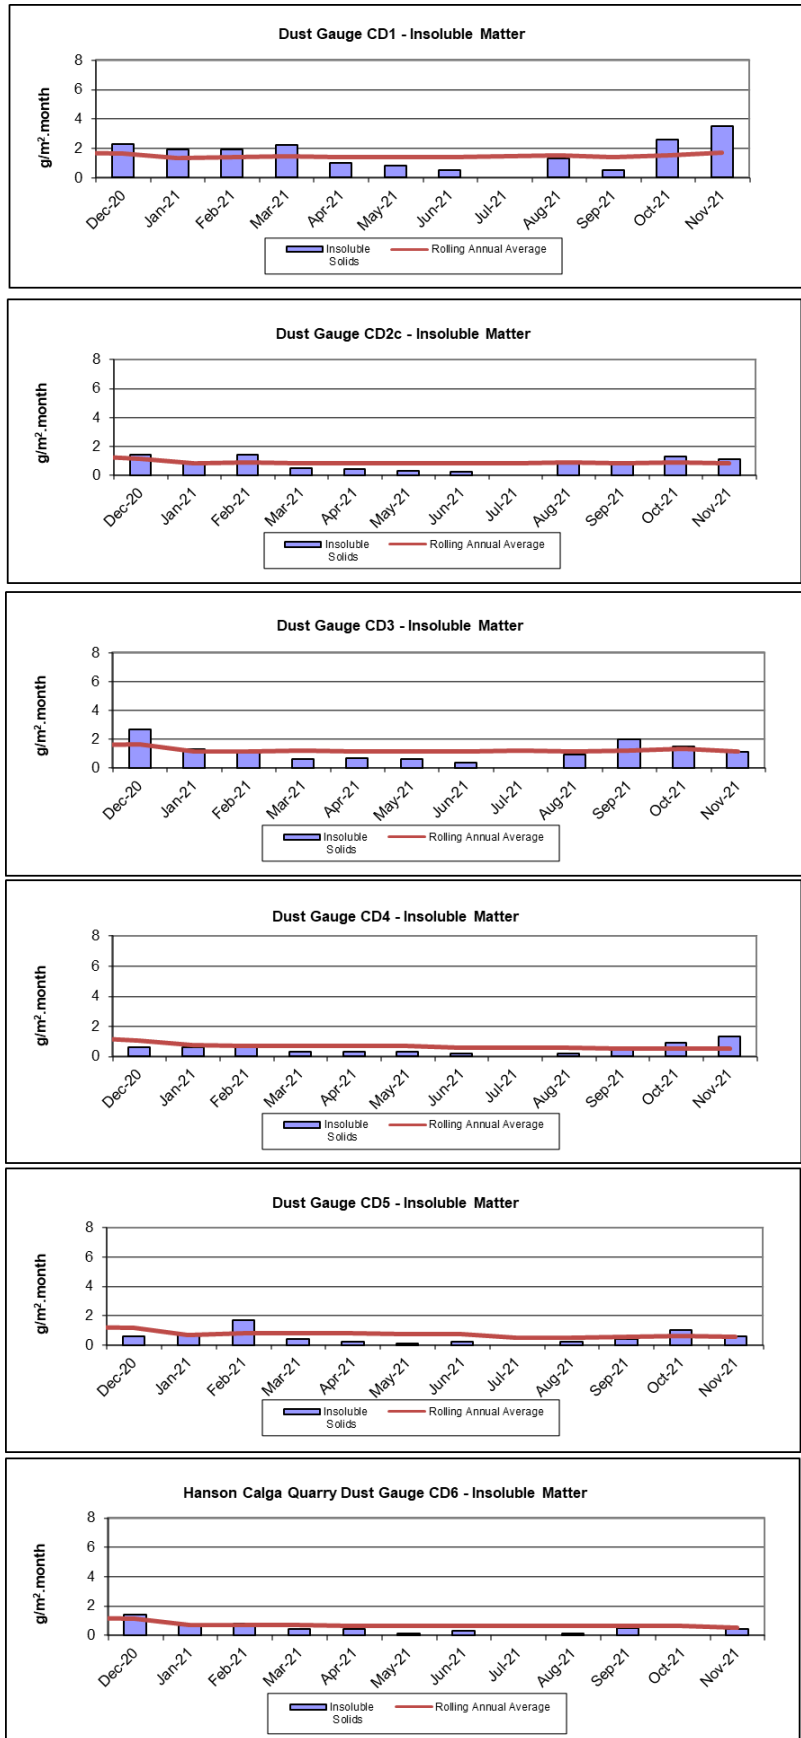 Dust Gauge CD1 - Insoluble Matter
g/m².month
8
6
4
2
0
Dec-20 Jan-21 Feb-21 Mar-21 Apr-21 May-21 Jun-21 Jul-21 Aug-21 Sep-21 Oct-21 Nov-21
Insoluble Solids Rolling Annual Average
Dust Gauge CD2c - Insoluble Matter
g/m².month
8
6
4
2
0
Dec-20 Jan-21 Feb-21 Mar-21 Apr-21 May-21 Jun-21 Jul-21 Aug-21 Sep-21 Oct-21 Nov-21
Insoluble Solids Rolling Annual Average
Dust Gauge CD3 - Insoluble Matter
g/m².month
8
6
4
2
0
Dec-20 Jan-21 Feb-21 Mar-21 Apr-21 May-21 Jun-21 Jul-21 Aug-21 Sep-21 Oct-21 Nov-21
Insoluble Solids Rolling Annual Average
Dust Gauge CD4 - Insoluble Matter
g/m².month
8
6
4
2
0
Dec-20 Jan-21 Feb-21 Mar-21 Apr-21 May-21 Jun-21 Jul-21 Aug-21 Sep-21 Oct-21 Nov-21
Insoluble Solids Rolling Annual Average
Dust Gauge CD5 - Insoluble Matter
g/m².month
8
6
4
2
0
Dec-20 Jan-21 Feb-21 Mar-21 Apr-21 May-21 Jun-21 Jul-21 Aug-21 Sep-21 Oct-21 Nov-21
Insoluble Solids Rolling Annual Average
Hanson Calga Quarry Dust Gauge CD6 - Insoluble Matter
g/m².month
8
6
4
2
0
Dec-20 Jan-21 Feb-21 Mar-21 Apr-21 May-21 Jun-21 Jul-21 Aug-21 Sep-21 Oct-21 Nov-21
Insoluble Solids Rolling Annual Average